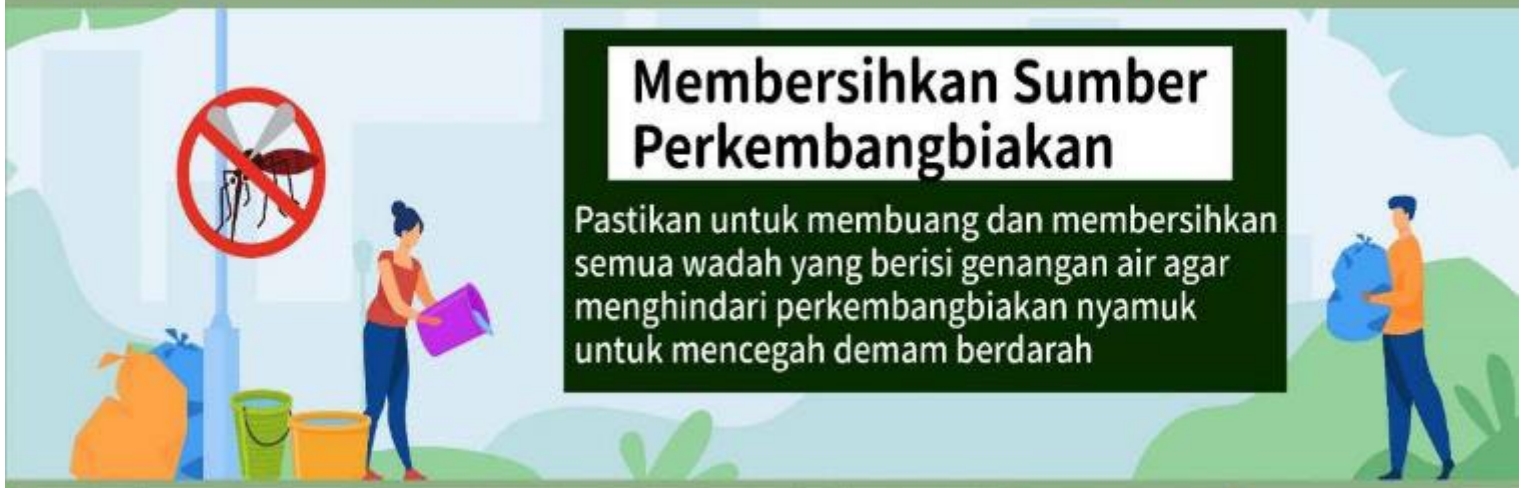 Membersihkan Sumber
Perkembangbiakan
Pastikan untuk membuang dan membersihkan
semua wadah yang berisi genangan air agar
menghindari perkembangbiakan nyamuk
untuk mencegah demam berdarah